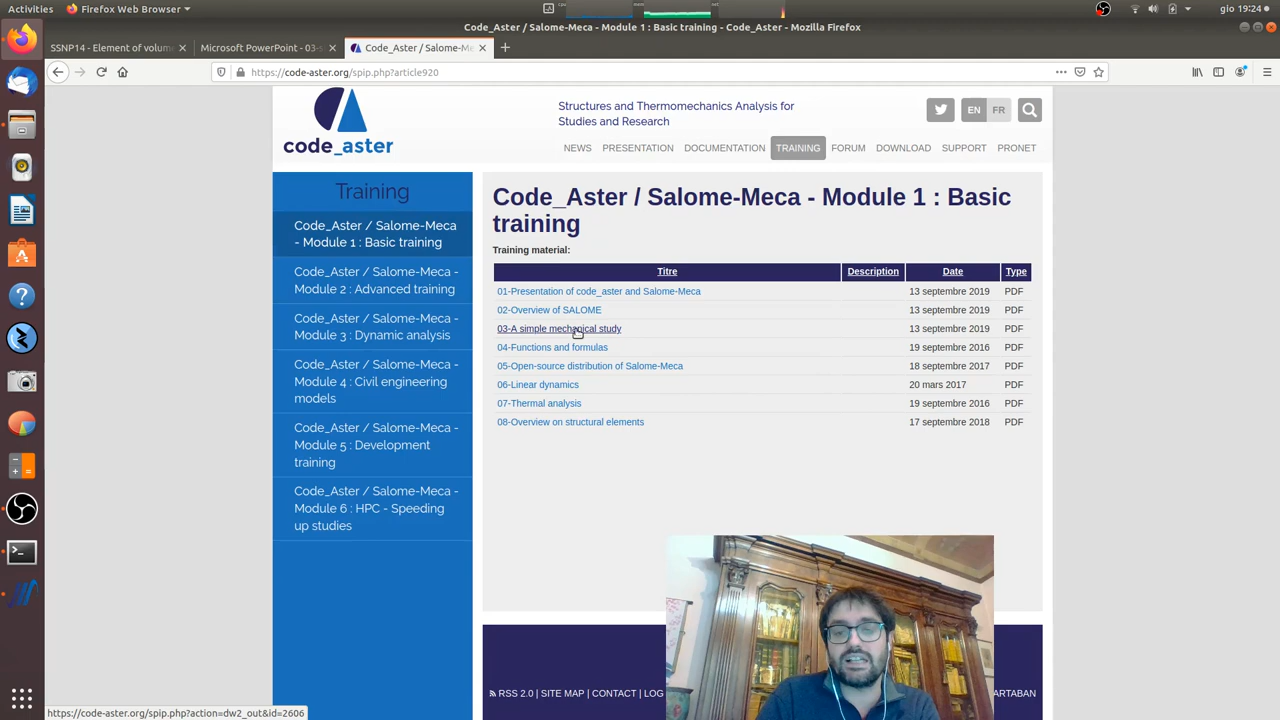 Activities
Firefox Web Browser
gio 19:24
Code_Aster / Salome-Meca - Module 1 : Basic training - Code_Aster - Mozilla Firefox
SSNP14 - Element of volum
Microsoft PowerPoint - 03-s
Code_Aster / Salome-Me
https://code-aster.org/spip.php?article920
code_aster
Structures and Thermomechanics Analysis for
Studies and Research
EN
FR
NEWS
PRESENTATION
DOCUMENTATION
TRAINING
FORUM
DOWNLOAD
SUPPORT
PRONET
Training
Code_Aster / Salome-Meca
- Module 1 : Basic training
Code_Aster / Salome-Meca -
Module 2 : Advanced training
Code_Aster / Salome-Meca -
Module 3 : Dynamic analysis
Code_Aster / Salome-Meca -
Module 4 : Civil engineering
models
Code_Aster / Salome-Meca -
Module 5 : Development
training
Code_Aster / Salome-Meca -
Module 6 : HPC - Speeding
up studies
Code_Aster / Salome-Meca - Module 1 : Basic
training
Training material:
Titre Description Date Type
01-Presentation of code_aster and Salome-Meca 13 septembre 2019 PDF
02-Overview of SALOME 13 septembre 2019 PDF
03-A simple mechanical study 13 septembre 2019 PDF
04-Functions and formulas 19 septembre 2016 PDF
05-Open-source distribution of Salome-Meca 18 septembre 2017 PDF
06-Linear dynamics 20 mars 2017 PDF
07-Thermal analysis 19 septembre 2016 PDF
08-Overview on structural elements 17 septembre 2018 PDF
RSS 2.0 | SITE MAP | CONTACT | LOG
ARTABAN
https://code-aster.org/spip.php?action=dw2_out&id=2606